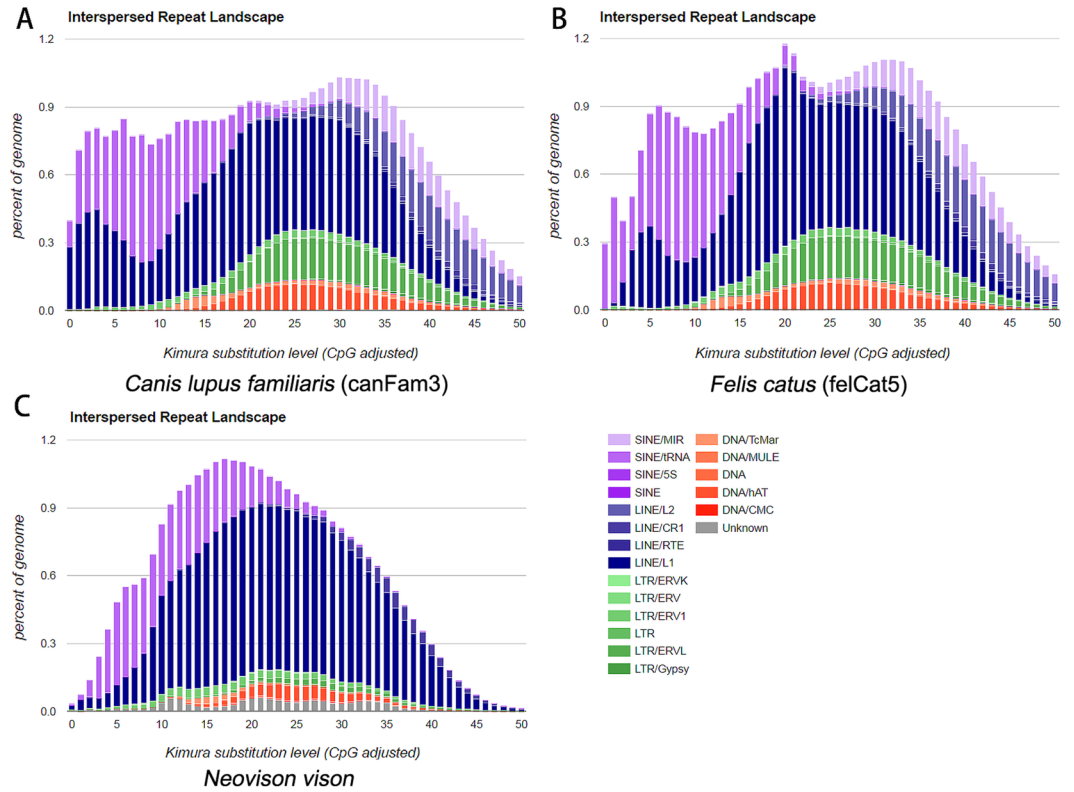 A
Interspersed Repeat Landscape
1.2
0.9
0.6
0.3
0.0
percent of genome
0 5 10 15 20 25 30 35 40 45 50
Kimura substitution level (CpG adjusted)
Canis lupus familiaris (canFam3)
B
Interspersed Repeat Landscape
1.2
0.9
0.6
0.3
0.0
percent of genome
0 5 10 15 20 25 30 35 40 45 50
Kimura substitution level (CpG adjusted)
Felis catus (felCat5)
C
Interspersed Repeat Landscape
1.2
0.9
0.6
0.3
0.0
percent of genome
0 5 10 15 20 25 30 35 40 45 50
Kimura substitution level (CpG adjusted)
Neovison vison
SINE/MIR
SINE/tRNA
SINE/5S
SINE
LINE/L2
LINE/CR1
LINE/RTE
LINE/L1
LTR/ERVK
LTR/ERV
LTR/ERV1
LTR
LTR/ERVL
LTR/Gypsy
DNA/TcMar
DNA/MULE
DNA
DNA/hAT
DNA/CMC
Unknown